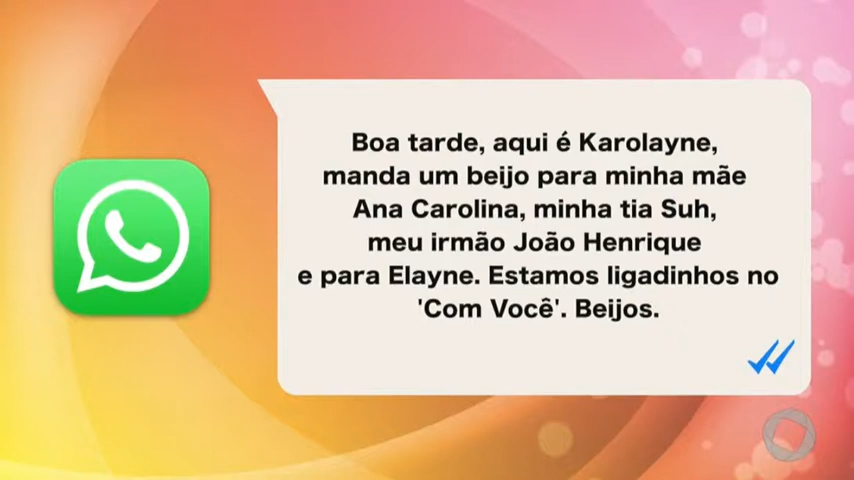 Boa tarde, aqui é Karolayne,
manda um beijo para minha mãe
Ana Carolina, minha tia Suh,
meu irmão João Henrique
e para Elayne. Estamos ligadinhos no
'Com Você'. Beijos.